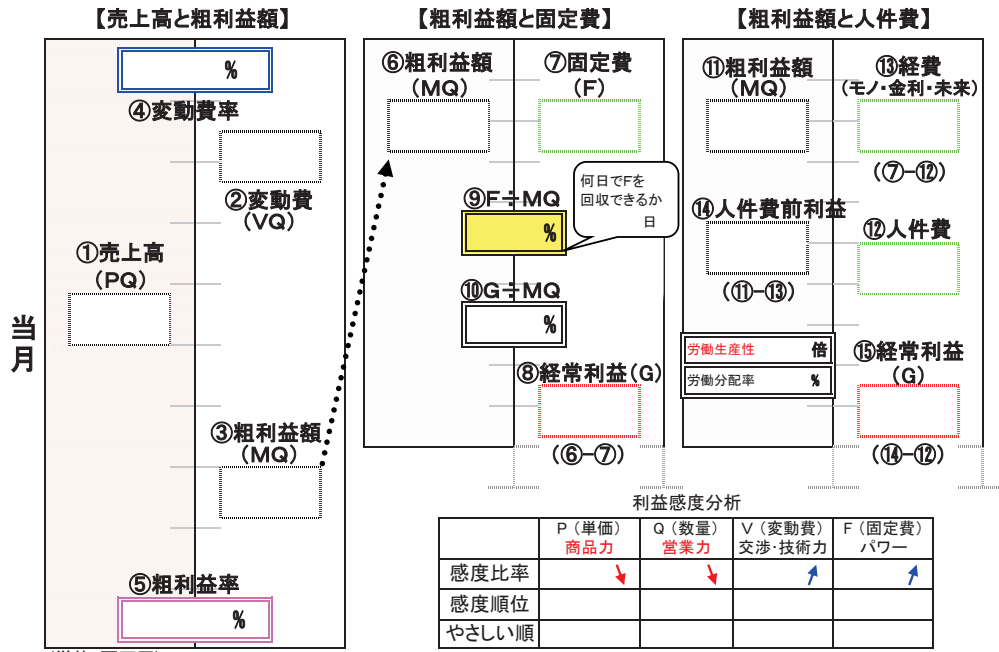 【売上高と粗利益額】
%
④変動費率
②変動費
(VQ)
①売上高
(PQ)
当月
③粗利益額
(MQ)
⑤粗利益率
%
【粗利益額と固定費】
⑥粗利益額
(MQ)
⑦固定費
(F)
何日でFを
回収できるか
日
⑨F÷MQ
%
⑩G÷MQ
%
⑧経常利益(G)
(⑥-⑦)
【粗利益額と人件費】
⑪粗利益額
(MQ)
⑬経費
(モノ・金利・未来)
(⑦-⑫)
⑭人件費前利益
(⑪-⑬)
⑫人件費
労働生産性 倍
労働分配率 %
⑮経常利益
(G)
(⑭-⑫)
利益感度分析
P(単価) Q(数量) V(変動費) F(固定費)
商品力 営業力 交渉・技術力 パワー
感度比率
感度順位
やさしい順